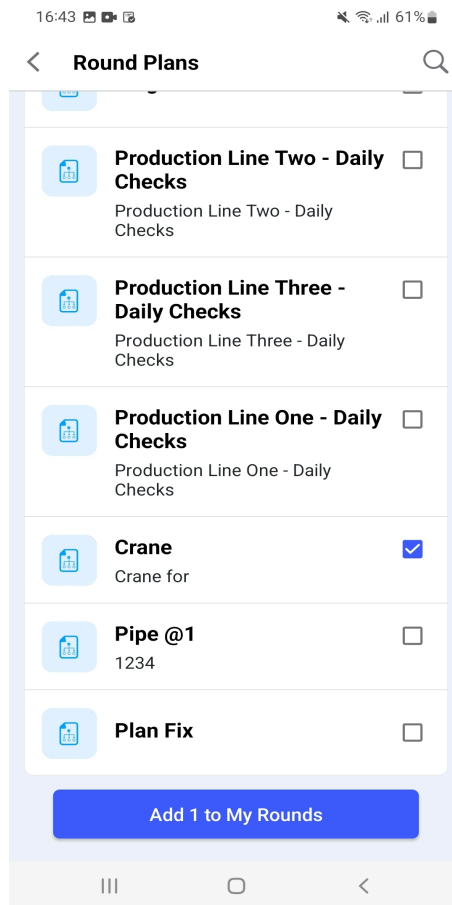 16:43
61%
Round Plans
Production Line Two - Daily
Checks
Production Line Two - Daily
Checks
Production Line Three -
Daily Checks
Production Line Three - Daily
Checks
Production Line One - Daily
Checks
Production Line One - Daily
Checks
Crane
Crane for
Pipe @1
1234
Plan Fix
Add 1 to My Rounds